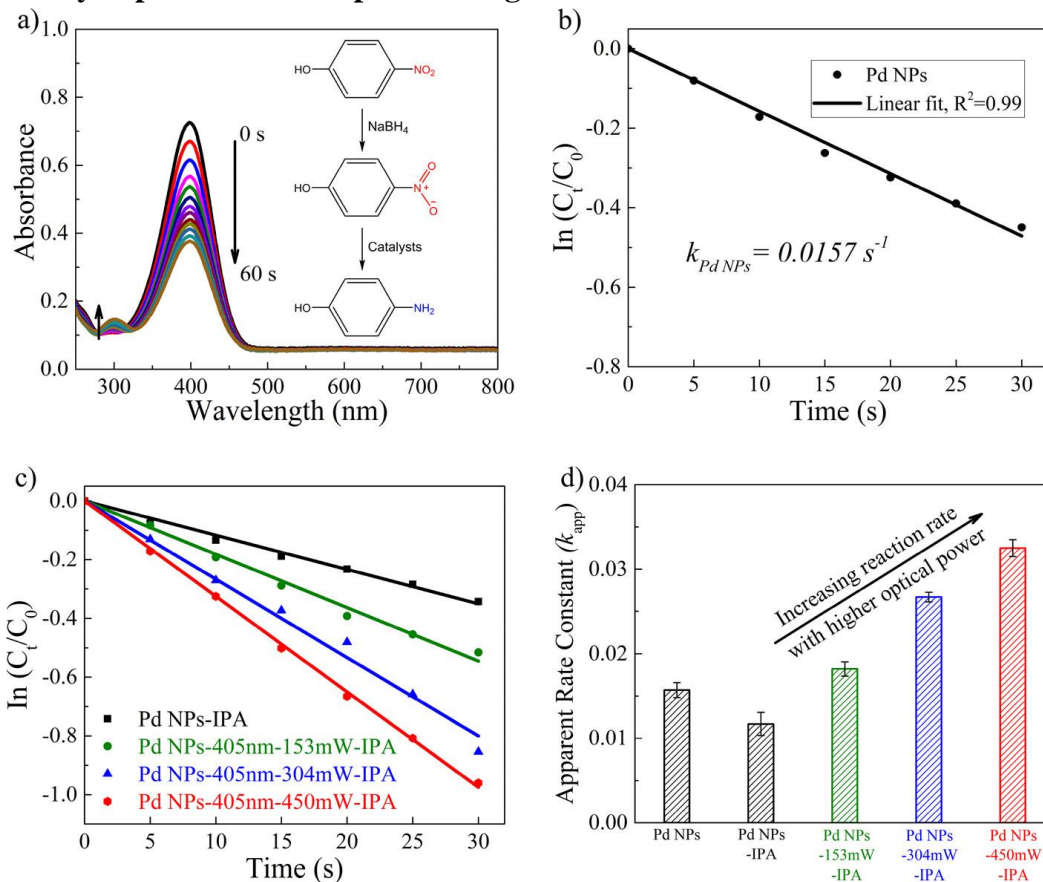 a)
1.0
0.8
0.6
0.4
0.2
0.0
Absorbance
300 400 500 600 700 800
Wavelength (nm)
0 s
60 s
HO
NO₂
NaBH₄
HO
N⁺
O
O⁻
Catalysts
HO
NH₂
b)
0.0
-0.2
-0.4
-0.6
-0.8
In (Cₜ/C₀)
0 5 10 15 20 25 30
Time (s)
Pd NPs
Linear fit, R²=0.99
k_Pd NPs = 0.0157 s⁻¹
c)
0.0
-0.2
-0.4
-0.6
-0.8
-1.0
In (Cₜ/C₀)
0 5 10 15 20 25 30
Time (s)
Pd NPs-IPA
Pd NPs-405nm-153mW-IPA
Pd NPs-405nm-304mW-IPA
Pd NPs-405nm-450mW-IPA
d)
0.04
0.03
0.02
0.01
0.00
Apparent Rate Constant (k_app)
Increasing reaction rate
with higher optical power
Pd NPs
Pd NPs
-IPA
Pd NPs
-153mW
-IPA
Pd NPs
-304mW
-IPA
Pd NPs
-450mW
-IPA